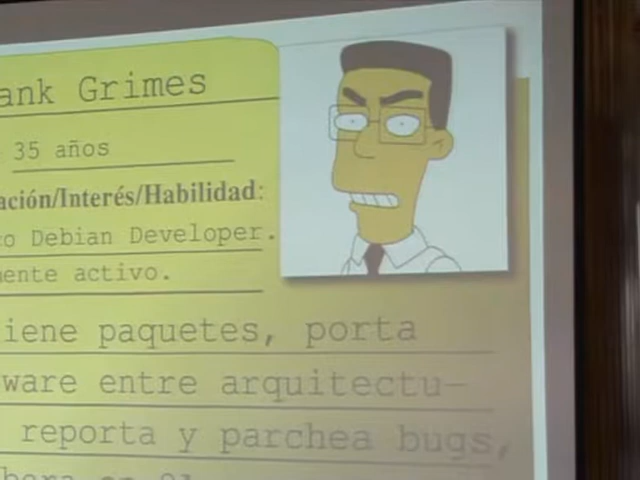 ank Grimes
35 años
ación/Interés/Habilidad:
o Debian Developer.
mente activo.
iene paquetes, porta
ware entre arquitectu-
reporta y parchea bugs,